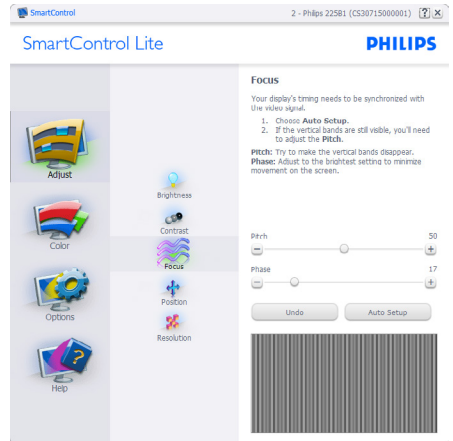 SmartControl
2 - Philips 225B1 (CS30715000001)
SmartControl Lite
PHILIPS
Adjust
Color
Options
Help
Brightness
Contrast
Focus
Position
Resolution
Focus
Your display's timing needs to be synchronized with
the video signal.
1. Choose Auto Setup.
2. If the vertical bands are still visible, you'll need
to adjust the Pitch.
Pitch: Try to make the vertical bands disappear.
Phase: Adjust to the brightest setting to minimize
movement on the screen.
Pitch 50
Phase 17
Undo Auto Setup